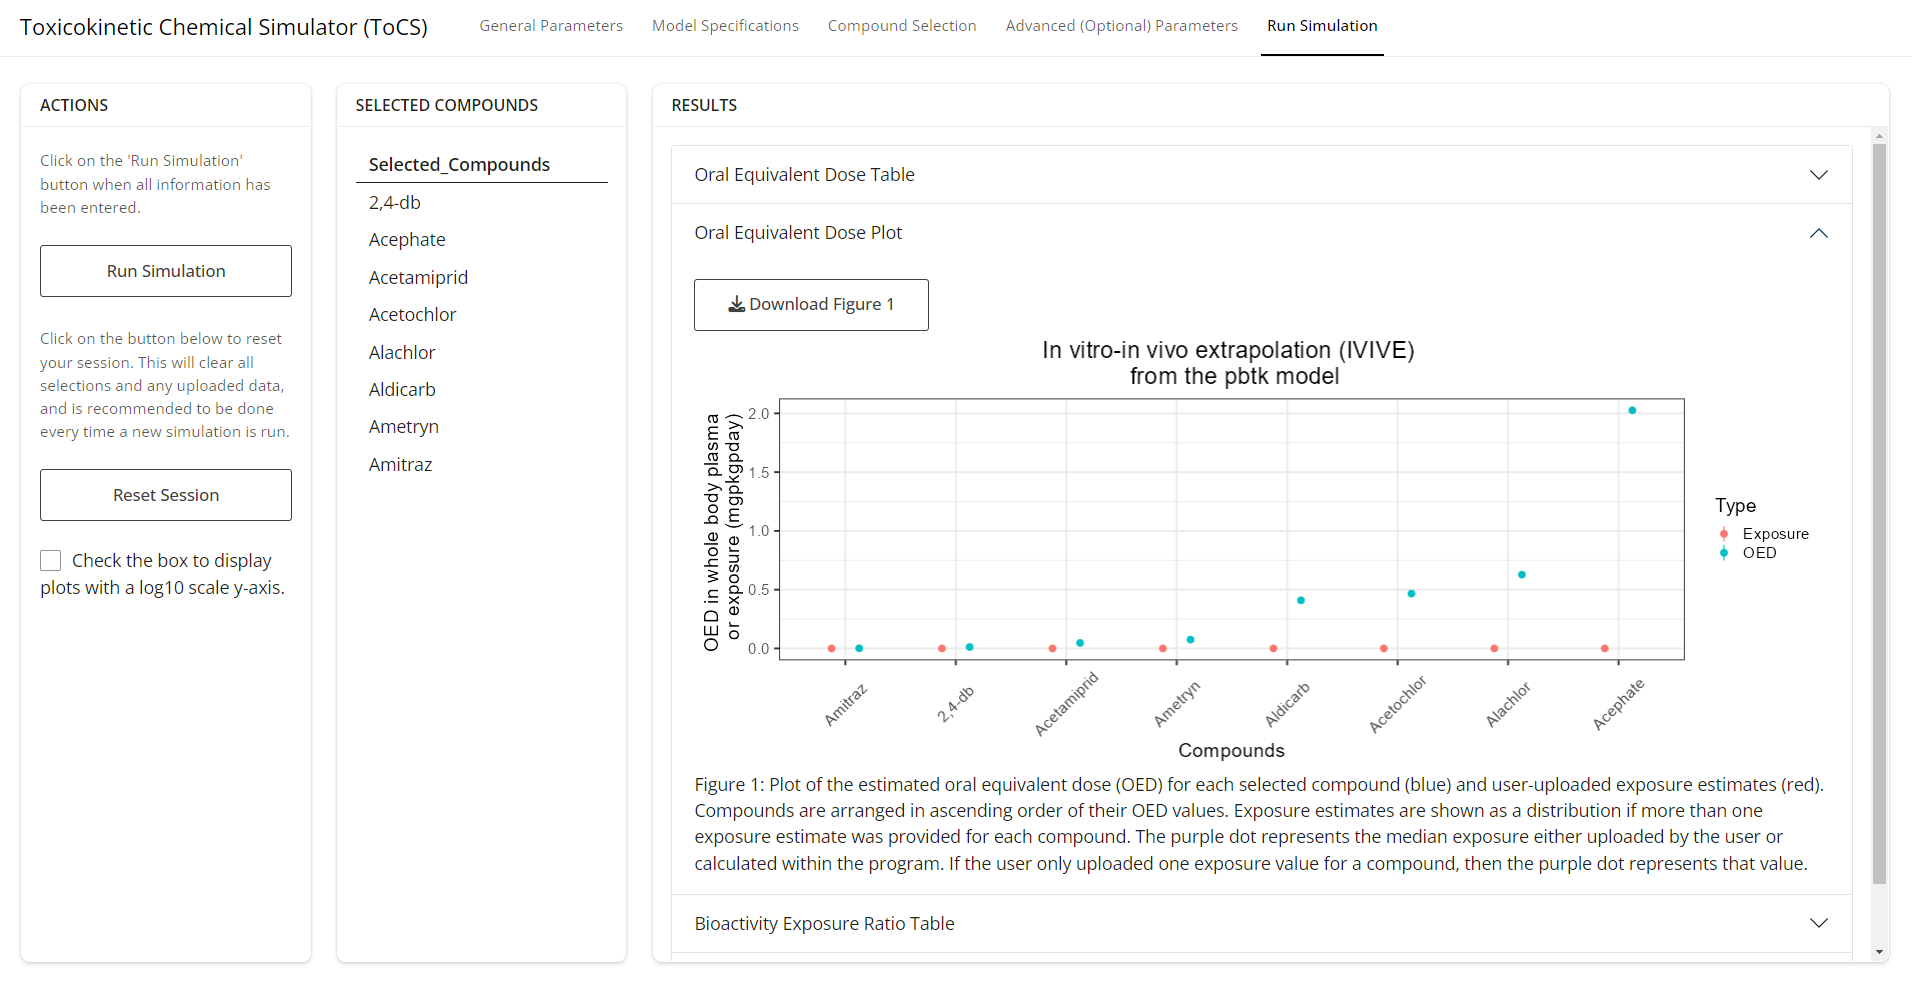 Toxicokinetic Chemical Simulator (ToCS)
General Parameters
Model Specifications
Compound Selection
Advanced (Optional) Parameters
Run Simulation
ACTIONS
Click on the 'Run Simulation'
button when all information has
been entered.
Run Simulation
Click on the button below to reset
your session. This will clear all
selections and any uploaded data,
and is recommended to be done
every time a new simulation is run.
Reset Session
Check the box to display
plots with a log10 scale y-axis.
SELECTED COMPOUNDS
Selected_Compounds
2,4-db
Acephate
Acetamiprid
Acetochlor
Alachlor
Aldicarb
Ametryn
Amitraz
RESULTS
Oral Equivalent Dose Table
Oral Equivalent Dose Plot
Download Figure 1
In vitro-in vivo extrapolation (IVIVE)
from the pbtk model
OED in whole body plasma
or exposure (mgpkgpday)
2.0
1.5
1.0
0.5
0.0
Amitraz
2,4-db
Acetamiprid
Ametryn
Aldicarb
Acetochlor
Alachlor
Acephate
Compounds
Type
Exposure
OED
Figure 1: Plot of the estimated oral equivalent dose (OED) for each selected compound (blue) and user-uploaded exposure estimates (red).
Compounds are arranged in ascending order of their OED values. Exposure estimates are shown as a distribution if more than one
exposure estimate was provided for each compound. The purple dot represents the median exposure either uploaded by the user or
calculated within the program. If the user only uploaded one exposure value for a compound, then the purple dot represents that value.
Bioactivity Exposure Ratio Table